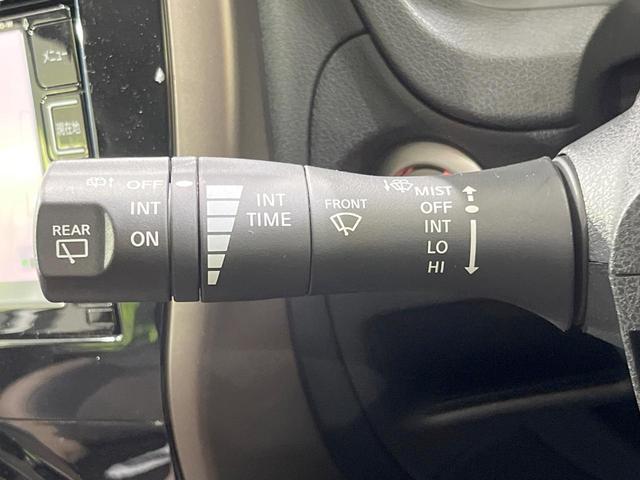 メニュー
現在地
REAR
OFF
INT
ON
INT
TIME
FRONT
MIST
OFF
INT
LO
HI